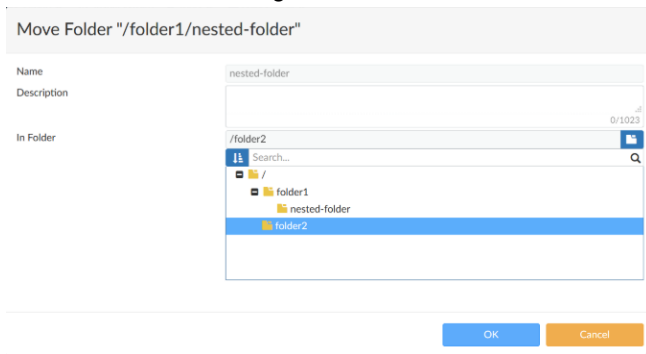 Move Folder "/folder1/nested-folder"
Name
nested-folder
Description
0/1023
In Folder
/folder2
Search...
/
folder1
nested-folder
folder2
OK
Cancel